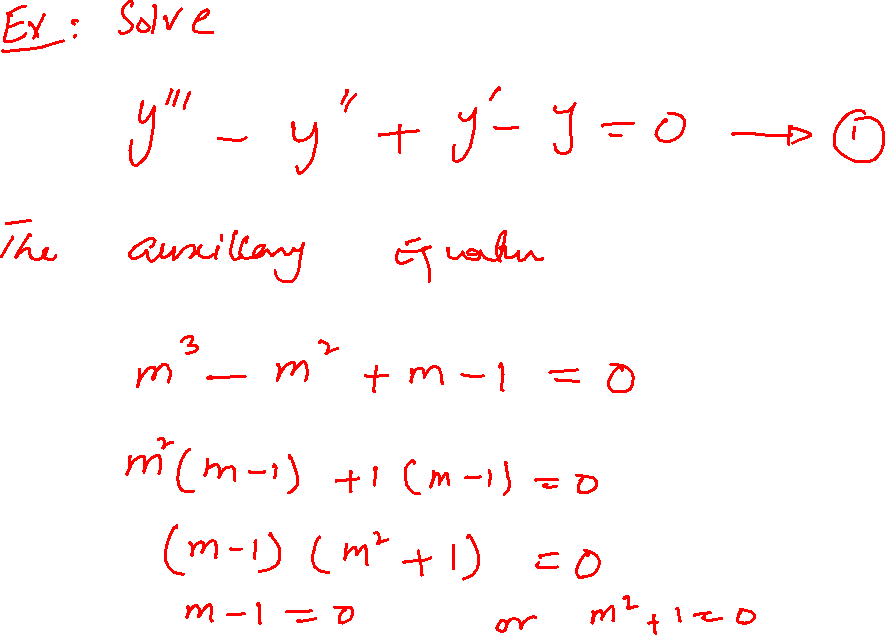 Ex: Solve
y''' - y'' + y' - y = 0 → ①
The auxillary Equation
m³ - m² + m - 1 = 0
m²(m-1) + 1(m-1) = 0
(m-1)(m²+1) = 0
m-1 = 0 or m²+1 = 0